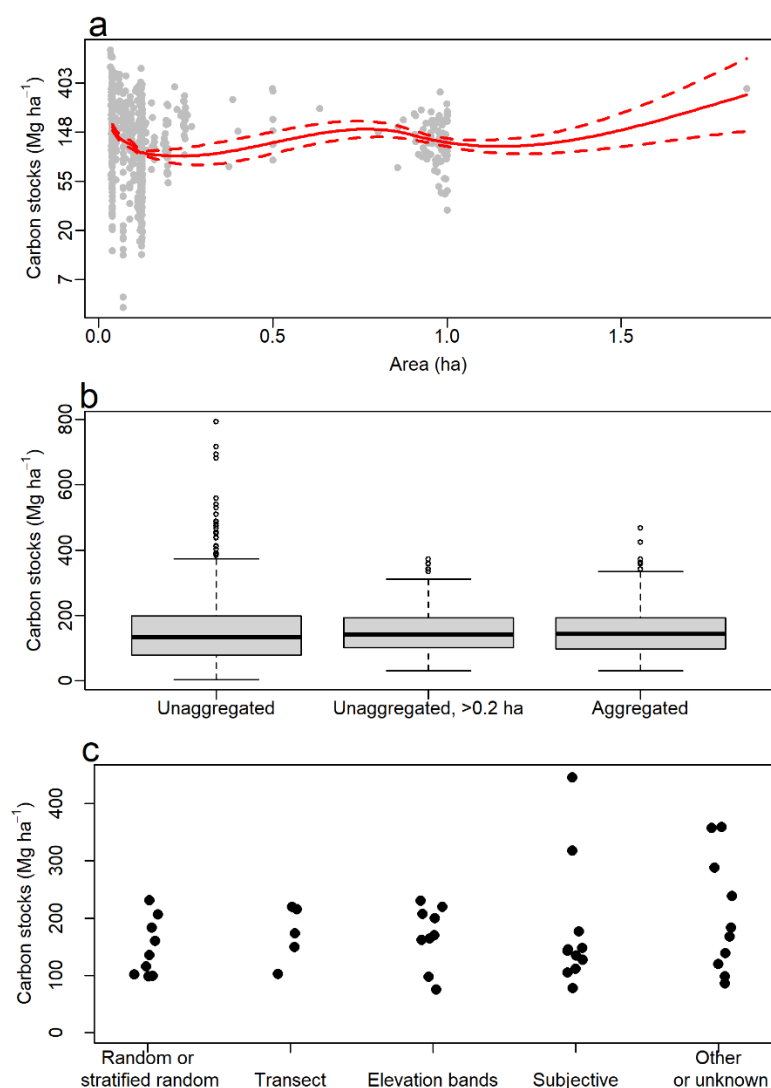 a
Carbon stocks (Mg ha⁻¹)
403
148
55
20
7
0.0 0.5 1.0 1.5
Area (ha)
b
Carbon stocks (Mg ha⁻¹)
800
600
400
200
0
Unaggregated Unaggregated, >0.2 ha Aggregated
c
Carbon stocks (Mg ha⁻¹)
400
300
200
100
0
Random or stratified random
Transect
Elevation bands
Subjective
Other or unknown